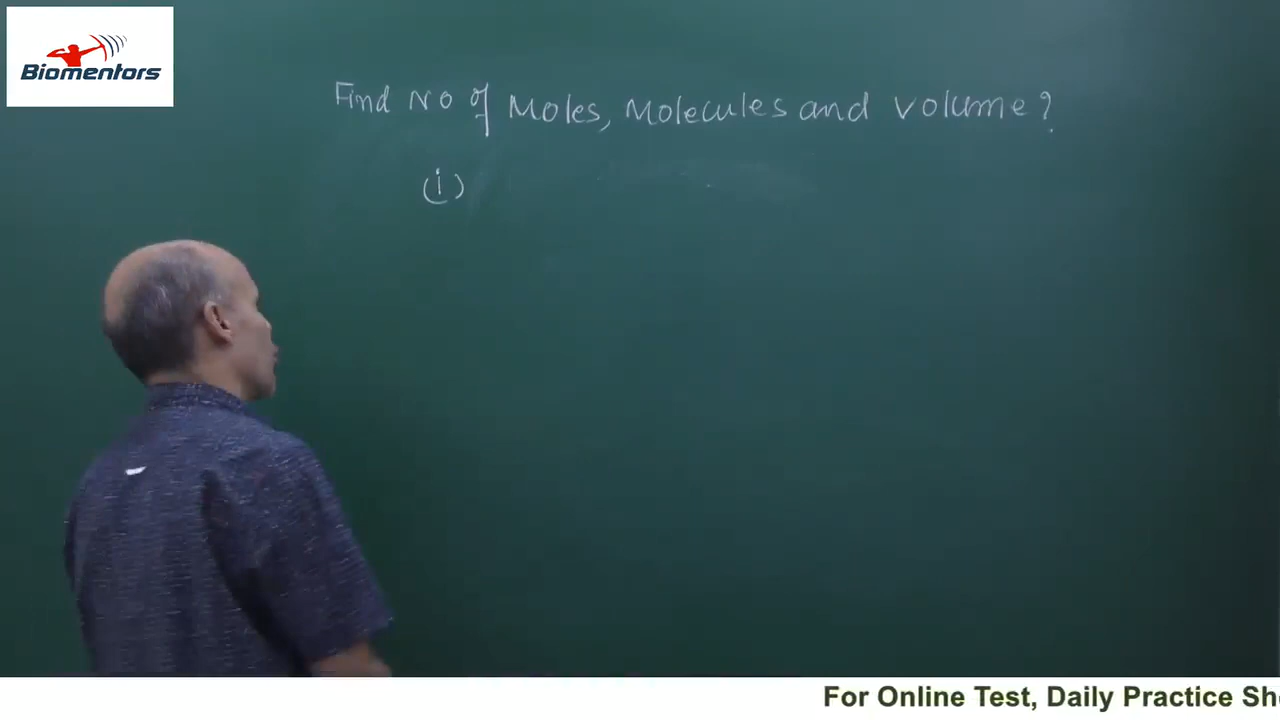 Biomentors
Find NO of Moles, Molecules and Volume?
(i)
For Online Test, Daily Practice Sh